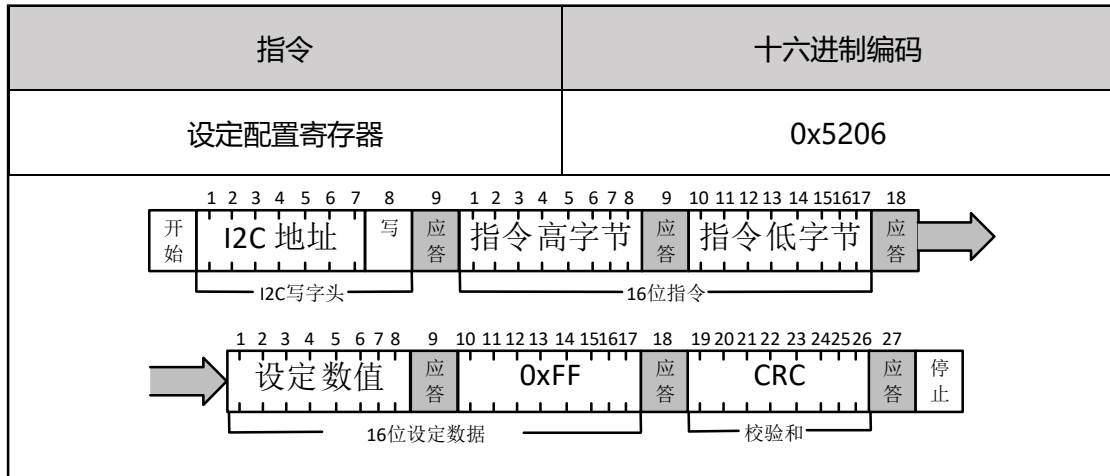 指令 十六进制编码
设定配置寄存器 0x5206
1 2 3 4 5 6 7 8 9 1 2 3 4 5 6 7 8 9 10 11 12 13 14 15 16 17 18
开始 I2C 地址 写 应答 指令高字节 应答 指令低字节 应答
I2C写字头 16位指令
1 2 3 4 5 6 7 8 9 10 11 12 13 14 15 16 17 18 19 20 21 22 23 24 25 26 27
设定数值 应答 0xFF 应答 CRC 应答 停止
16位设定数据 校验和